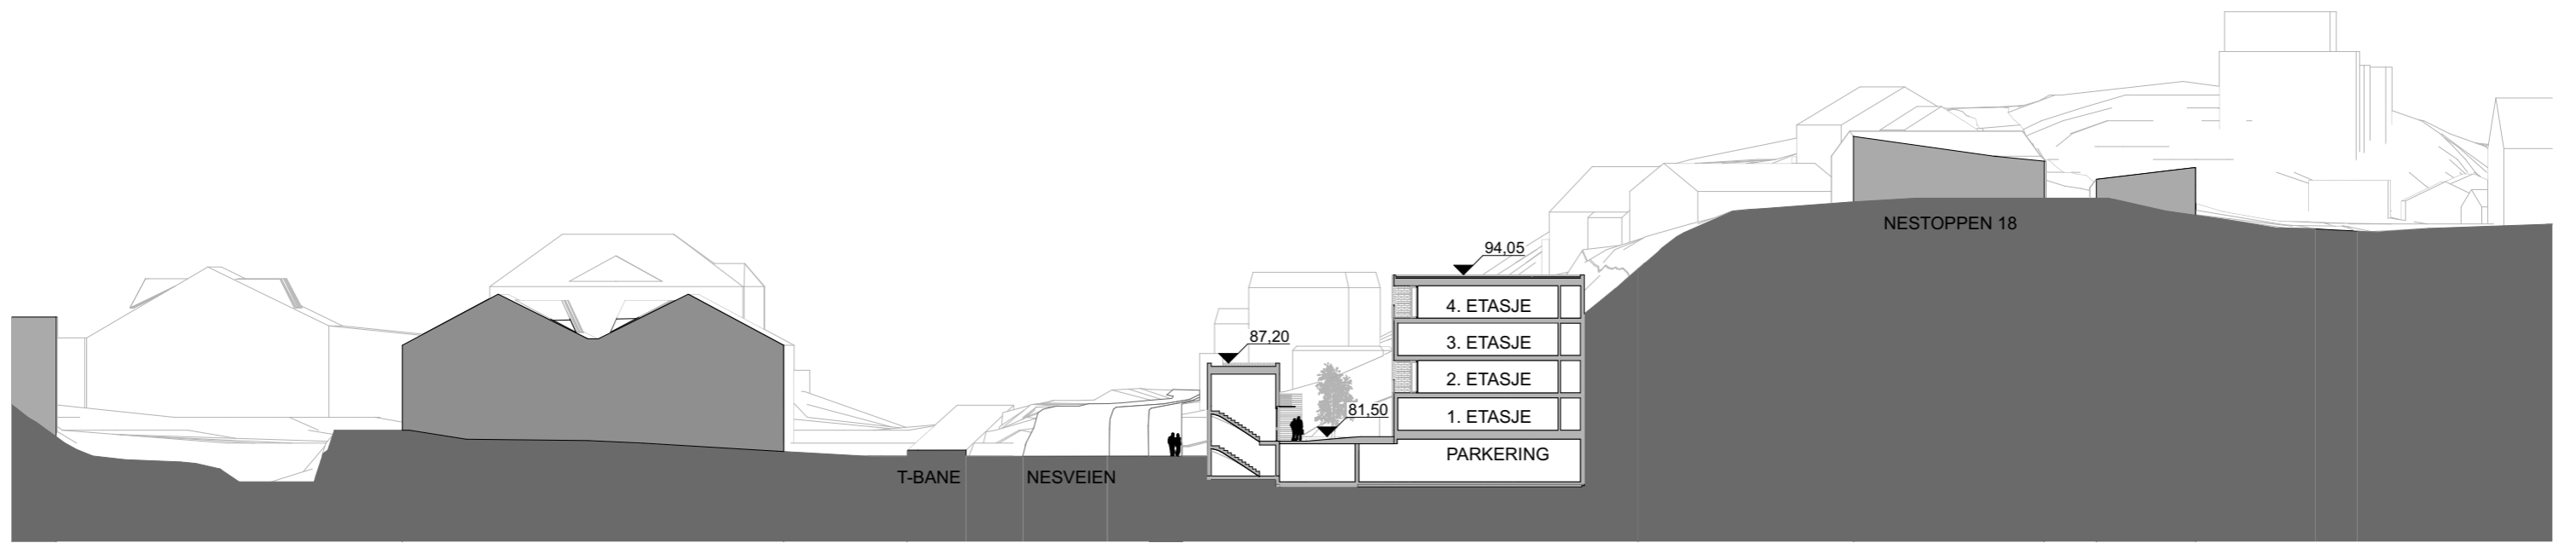 NESTOPPEN 18
94,05
4. ETASJE
87,20
3. ETASJE
2. ETASJE
81,50
1. ETASJE
PARKERING
T-BANE
NESVEIEN